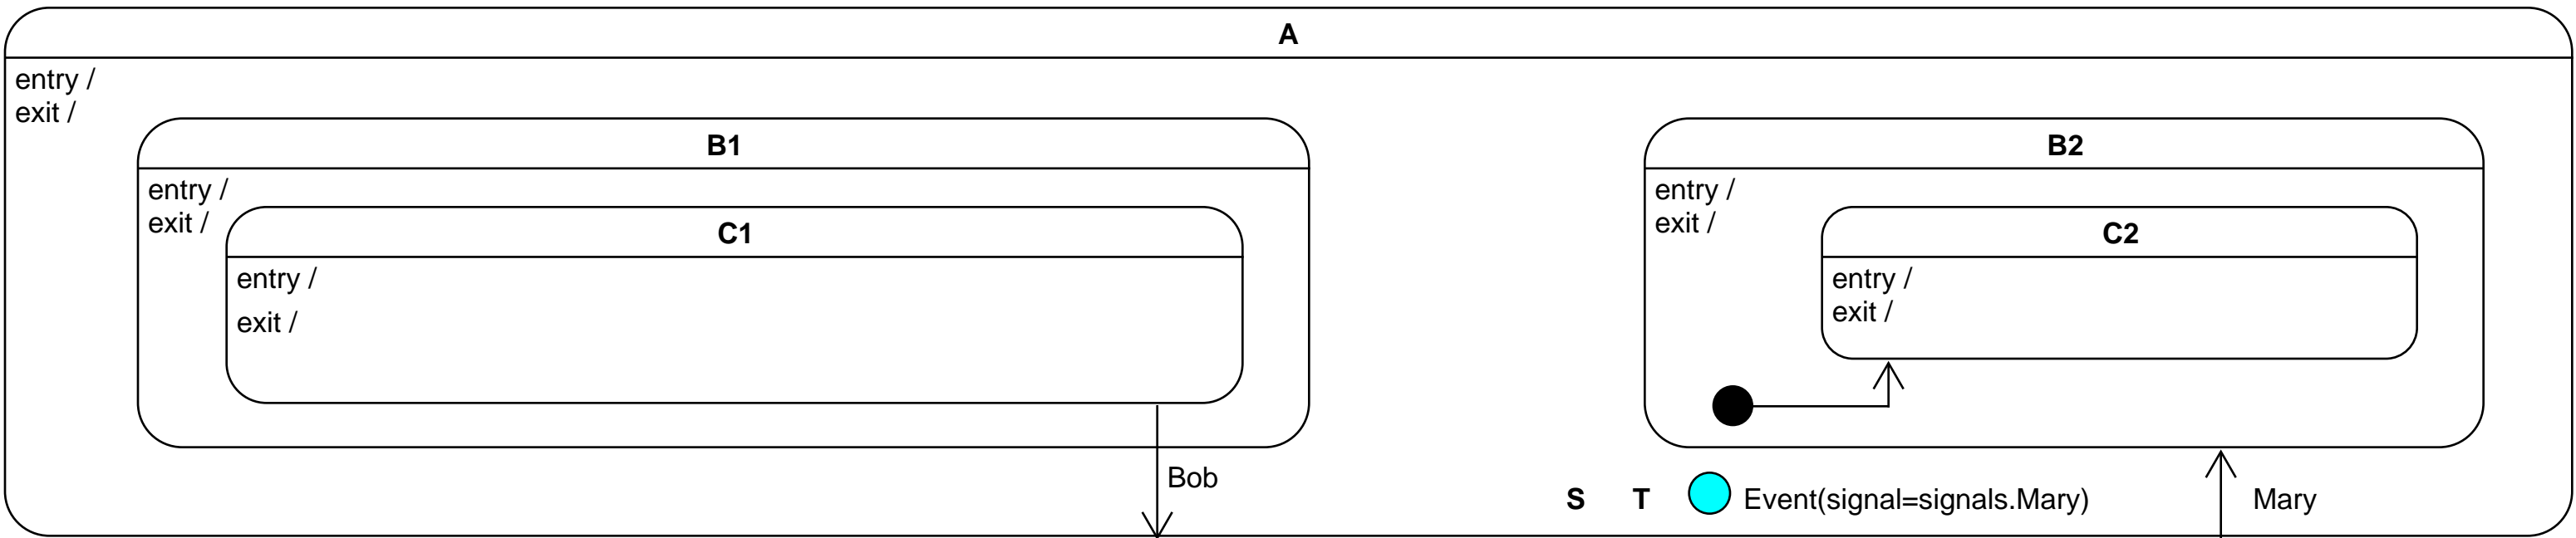 A
entry /
exit /
B1
entry /
exit /
C1
entry /
exit /
Bob
B2
entry /
exit /
C2
entry /
exit /
S T Event(signal=signals.Mary)
Mary